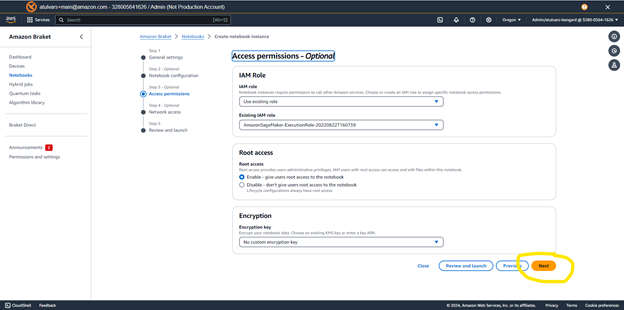 atulvars+main@amazon.com - 328005641626 / Admin (Not Production Account)
aws
Services
Search
[Alt+S]
Oregon
Admin/atulvars-Isengard @ 3280-0564-1626
Amazon Braket
Dashboard
Devices
Notebooks
Hybrid jobs
Quantum tasks
Algorithm library
Braket Direct
Announcements 2
Permissions and settings
Amazon Braket > Notebooks > Create notebook instance
Step 1
General settings
Step 2 - Optional
Notebook configuration
Step 3 - Optional
Access permissions
Step 4 - Optional
Network access
Step 5
Review and launch
Access permissions - Optional
IAM Role
IAM role
Notebook instances require permissions to call other Amazon services. Choose or create an IAM role to assign specific notebook access permissions.
Use existing role
Existing IAM role
AmazonSageMaker-ExecutionRole-20220622T160739
Root access
Root access
Root access provides users administrative privileges. IAM users with root access can access and edit files within this notebook.
Enable - give users root access to the notebook
Disable - don't give users root access to the notebook
Lifecycle configurations always have root access
Encryption
Encryption key
Encrypt your notebook data. Choose an existing KMS key or enter a key ARN.
No custom encryption key
Close
Review and launch
Previous
Next
CloudShell
Feedback
© 2024, Amazon Web Services, Inc. or its affiliates.
Privacy
Terms
Cookie preferences